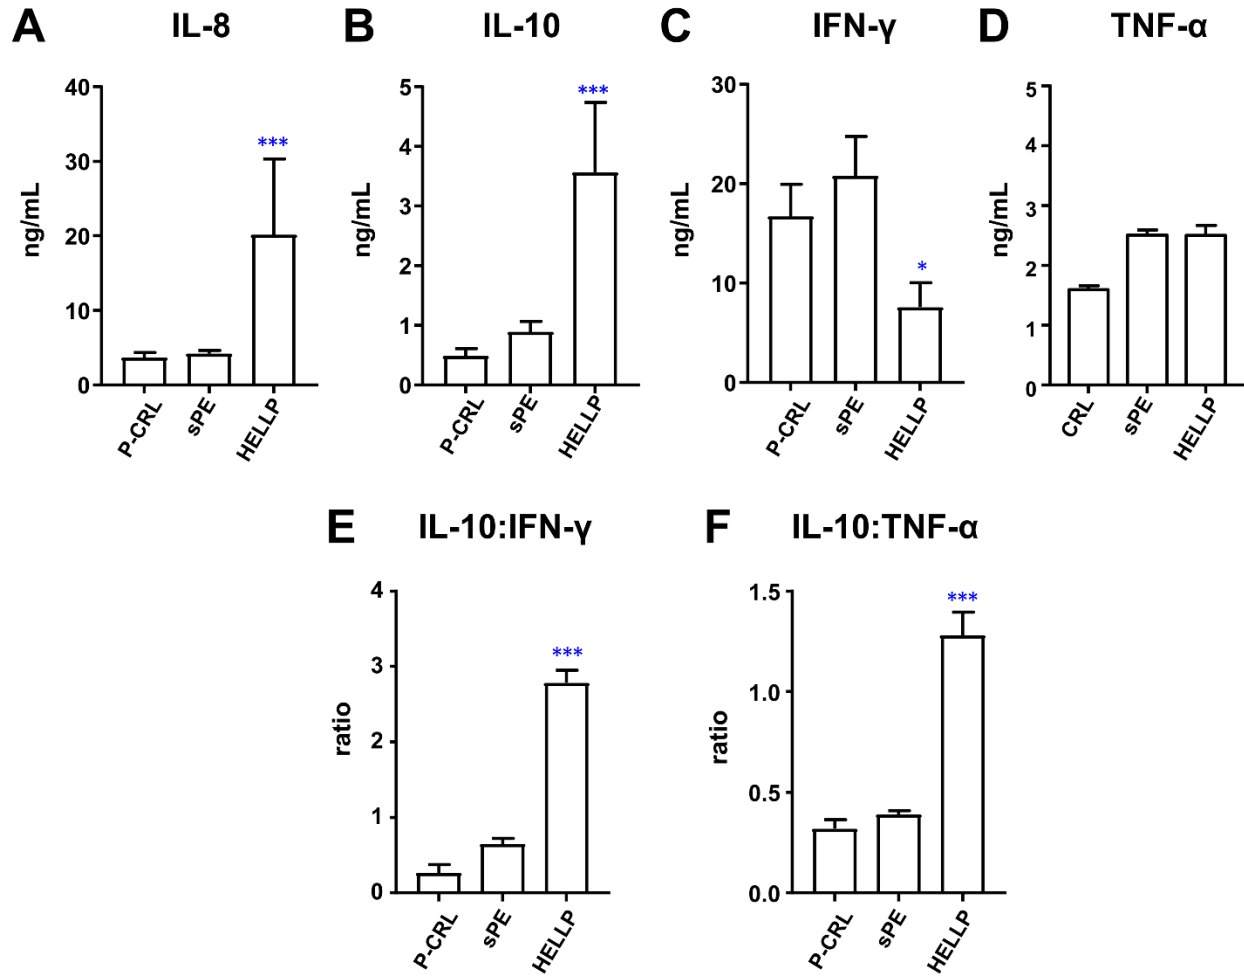 A IL-8
40
30
20
10
0
ng/mL
***
P-CRL
sPE
HELLP
B IL-10
5
4
3
2
1
0
ng/mL
***
P-CRL
sPE
HELLP
C IFN-γ
30
20
10
0
ng/mL
*
P-CRL
sPE
HELLP
D TNF-α
5
4
3
2
1
0
ng/mL
CRL
sPE
HELLP
E IL-10:IFN-γ
4
3
2
1
0
ratio
***
P-CRL
sPE
HELLP
F IL-10:TNF-α
1.5
1.0
0.5
0.0
ratio
***
P-CRL
sPE
HELLP